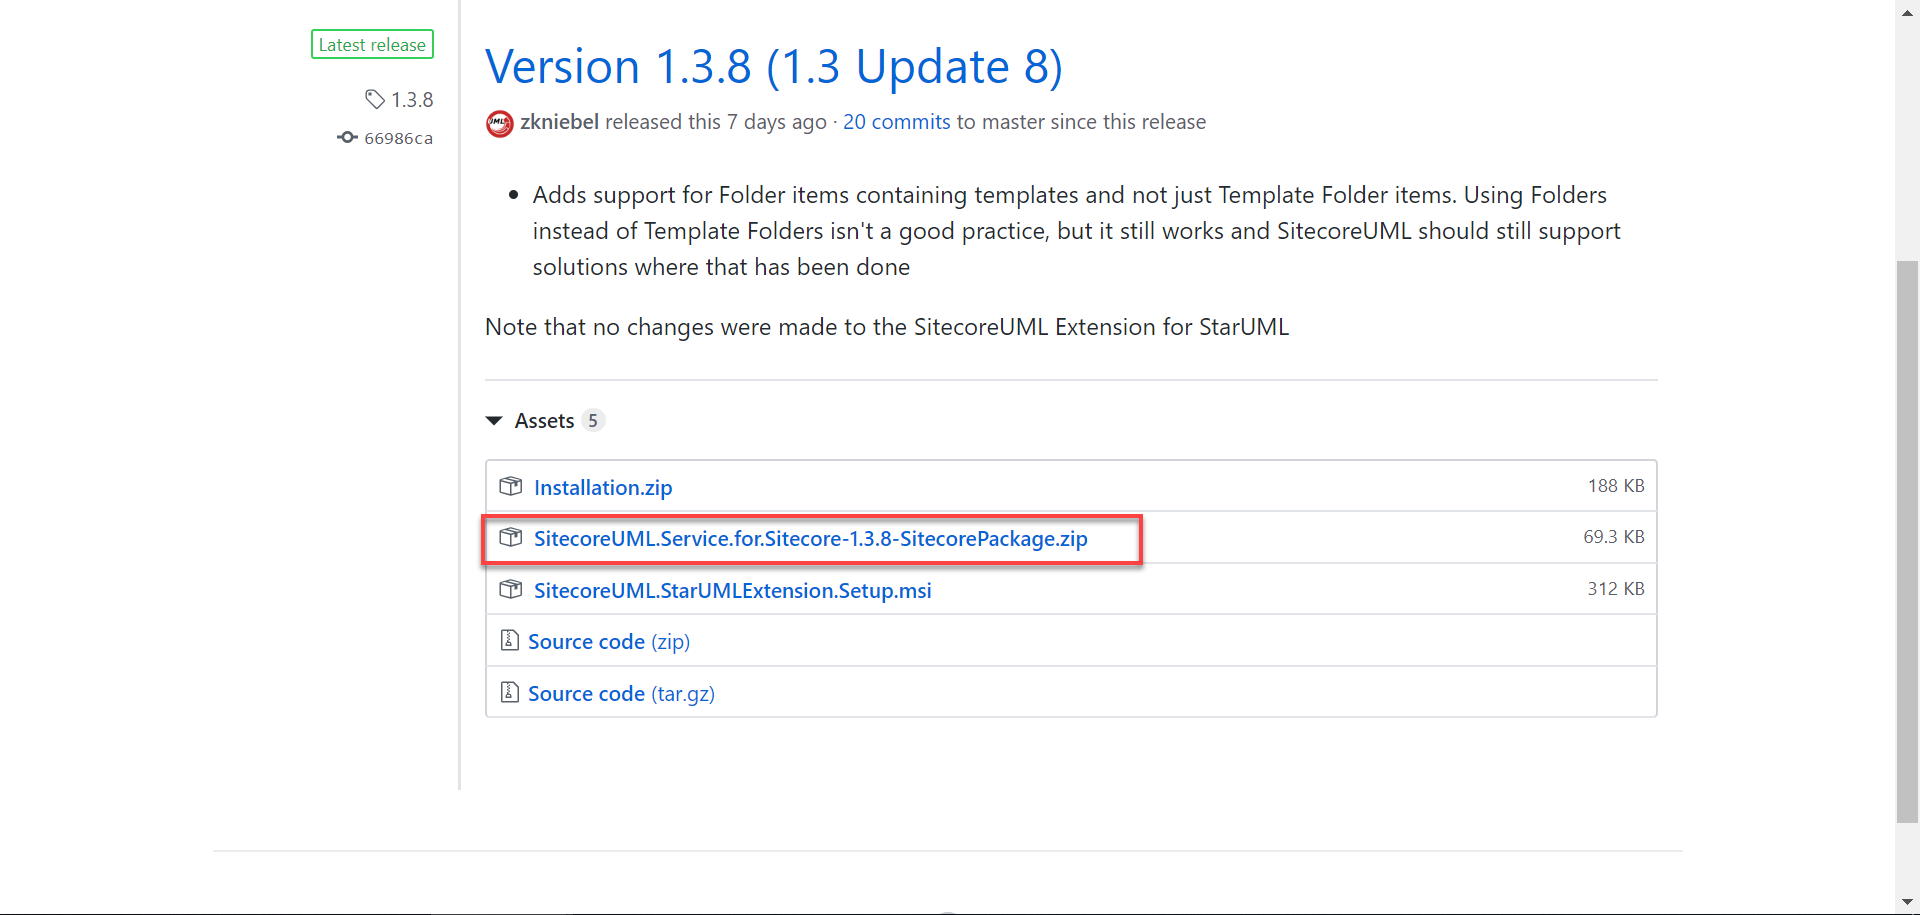 Latest release
1.3.8
66986ca
Version 1.3.8 (1.3 Update 8)
zkniebel released this 7 days ago · 20 commits to master since this release
• Adds support for Folder items containing templates and not just Template Folder items. Using Folders
instead of Template Folders isn't a good practice, but it still works and SitecoreUML should still support
solutions where that has been done
Note that no changes were made to the SitecoreUML Extension for StarUML
Assets 5
Installation.zip 188 KB
SitecoreUML.Service.for.Sitecore-1.3.8-SitecorePackage.zip 69.3 KB
SitecoreUML.StarUMLExtension.Setup.msi 312 KB
Source code (zip)
Source code (tar.gz)